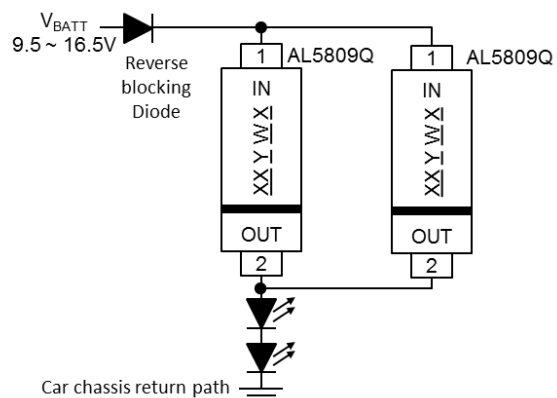 VBATT
9.5 ~ 16.5V
Reverse
blocking
Diode
1
AL5809Q
IN
XX Y W X
OUT
2
1
AL5809Q
IN
XX Y W X
OUT
2
Car chassis return path